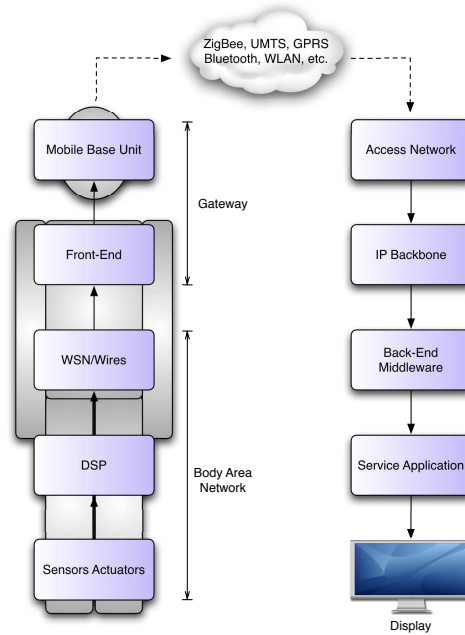 ZigBee, UMTS, GPRS
Bluetooth, WLAN, etc.
Mobile Base Unit
Gateway
Front-End
WSN/Wires
DSP
Body Area
Network
Sensors Actuators
Access Network
IP Backbone
Back-End
Middleware
Service Application
Display